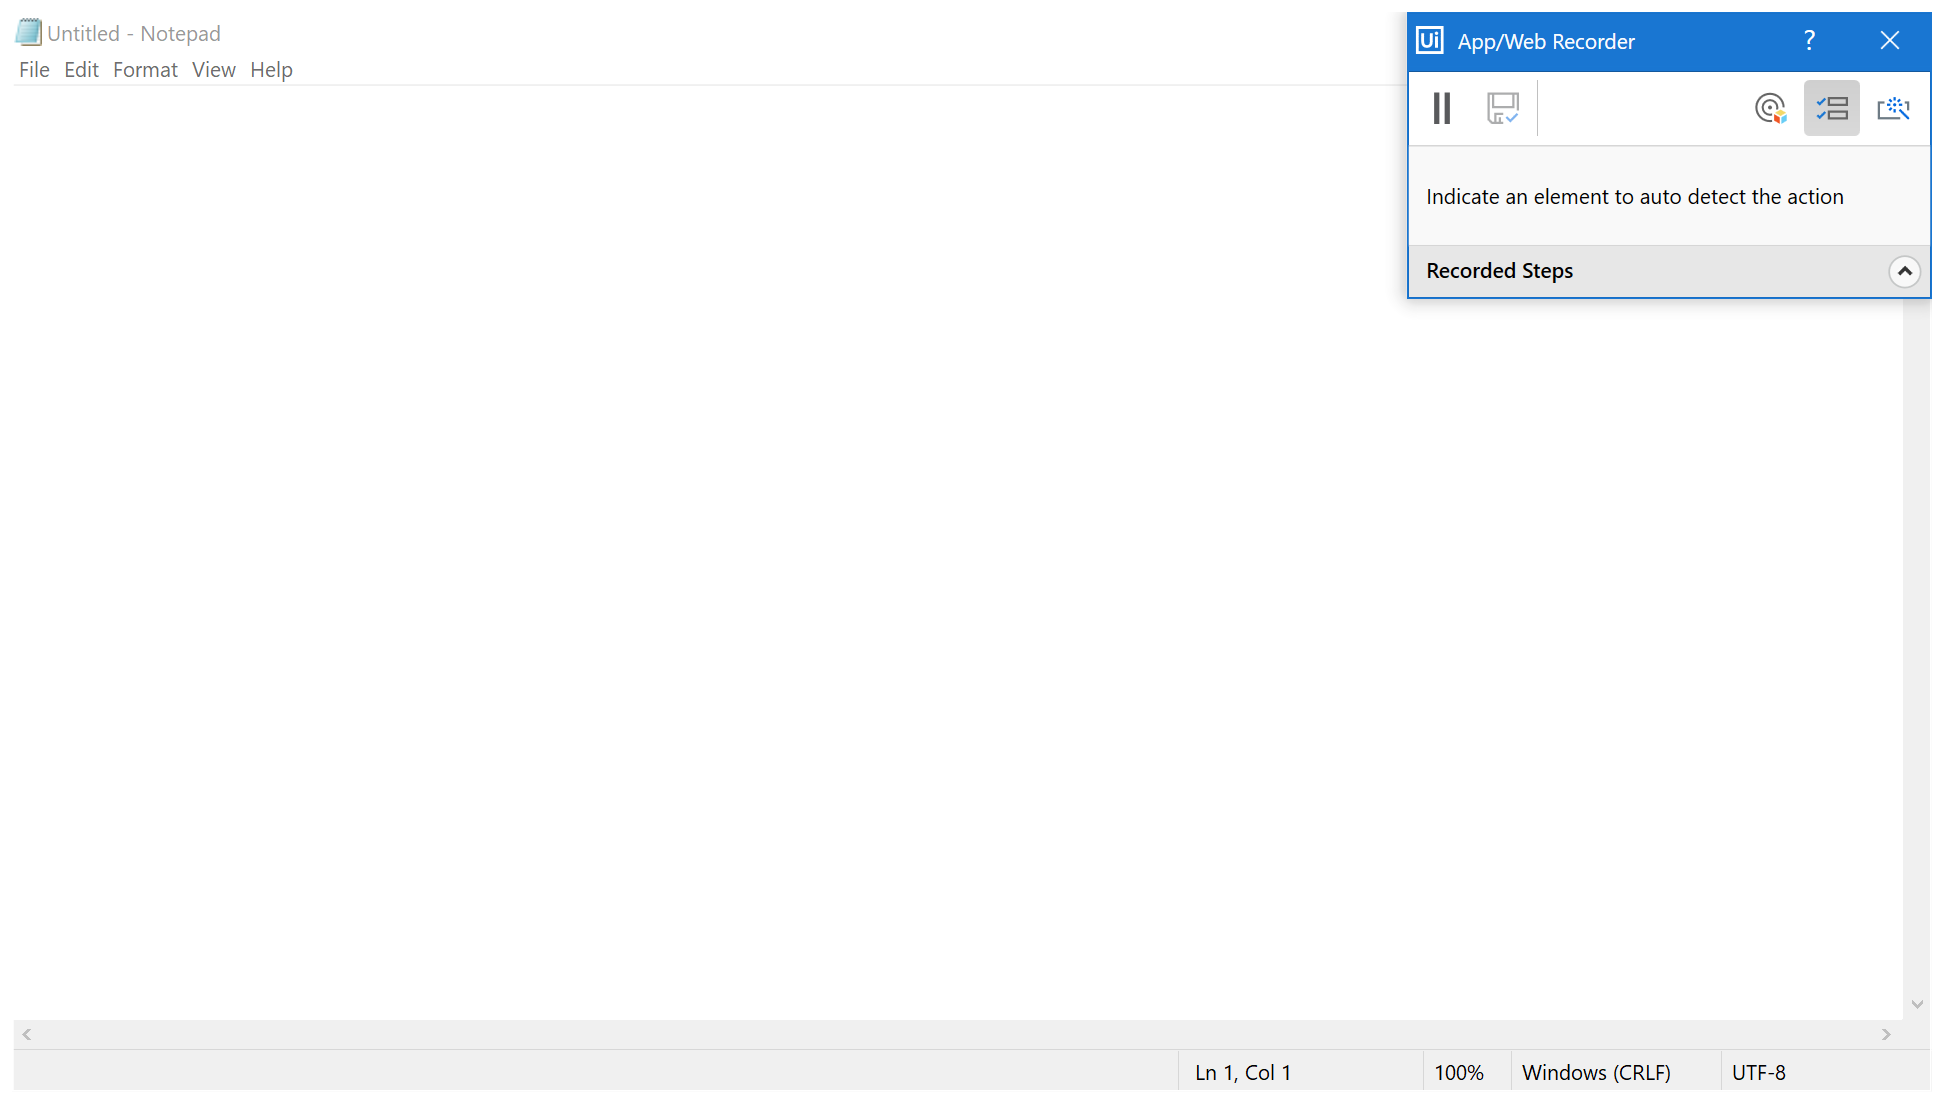 Untitled - Notepad
File Edit Format View Help
Ui App/Web Recorder ?
Indicate an element to auto detect the action
Recorded Steps
Ln 1, Col 1 100% Windows (CRLF) UTF-8